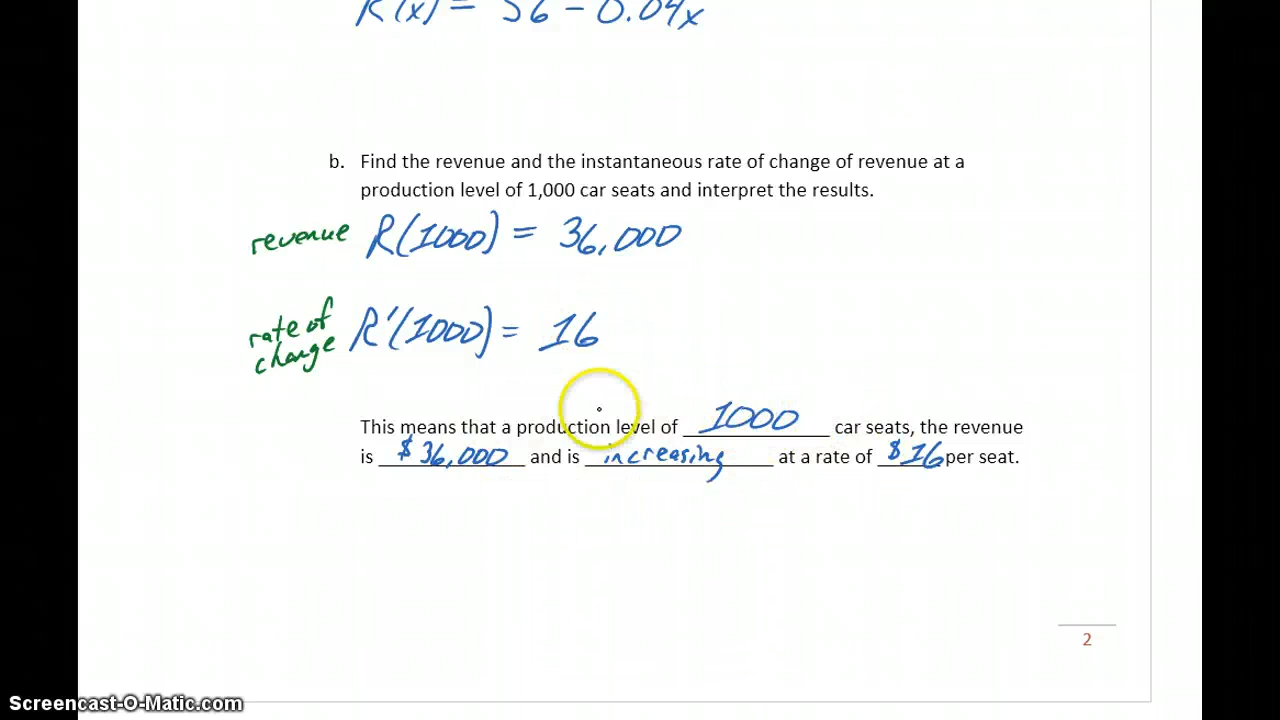 R'(x) = 56 - 0.04x
b. Find the revenue and the instantaneous rate of change of revenue at a
production level of 1,000 car seats and interpret the results.
revenue R(1000) = 36,000
rate of
change R'(1000) = 16
This means that a production level of 1000 car seats, the revenue
is $36,000 and is increasing at a rate of $16 per seat.
2
Screencast-O-Matic.com